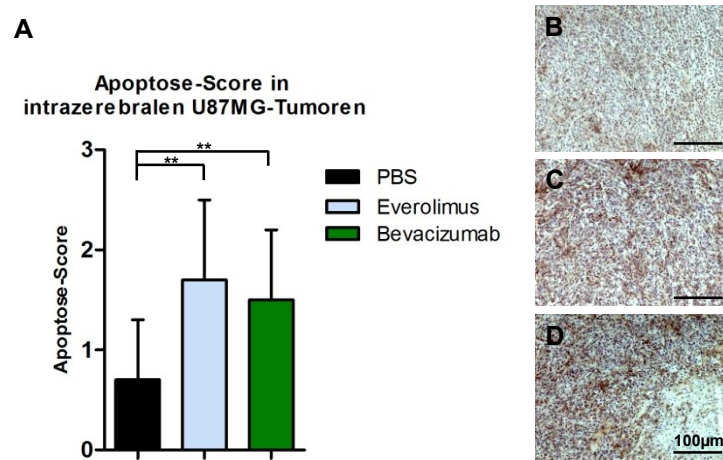 A
Apoptose-Score in
intrazerebralen U87MG-Tumoren
3
2
1
0
Apoptose-Score
**
**
PBS
Everolimus
Bevacizumab
B
C
D
100µm